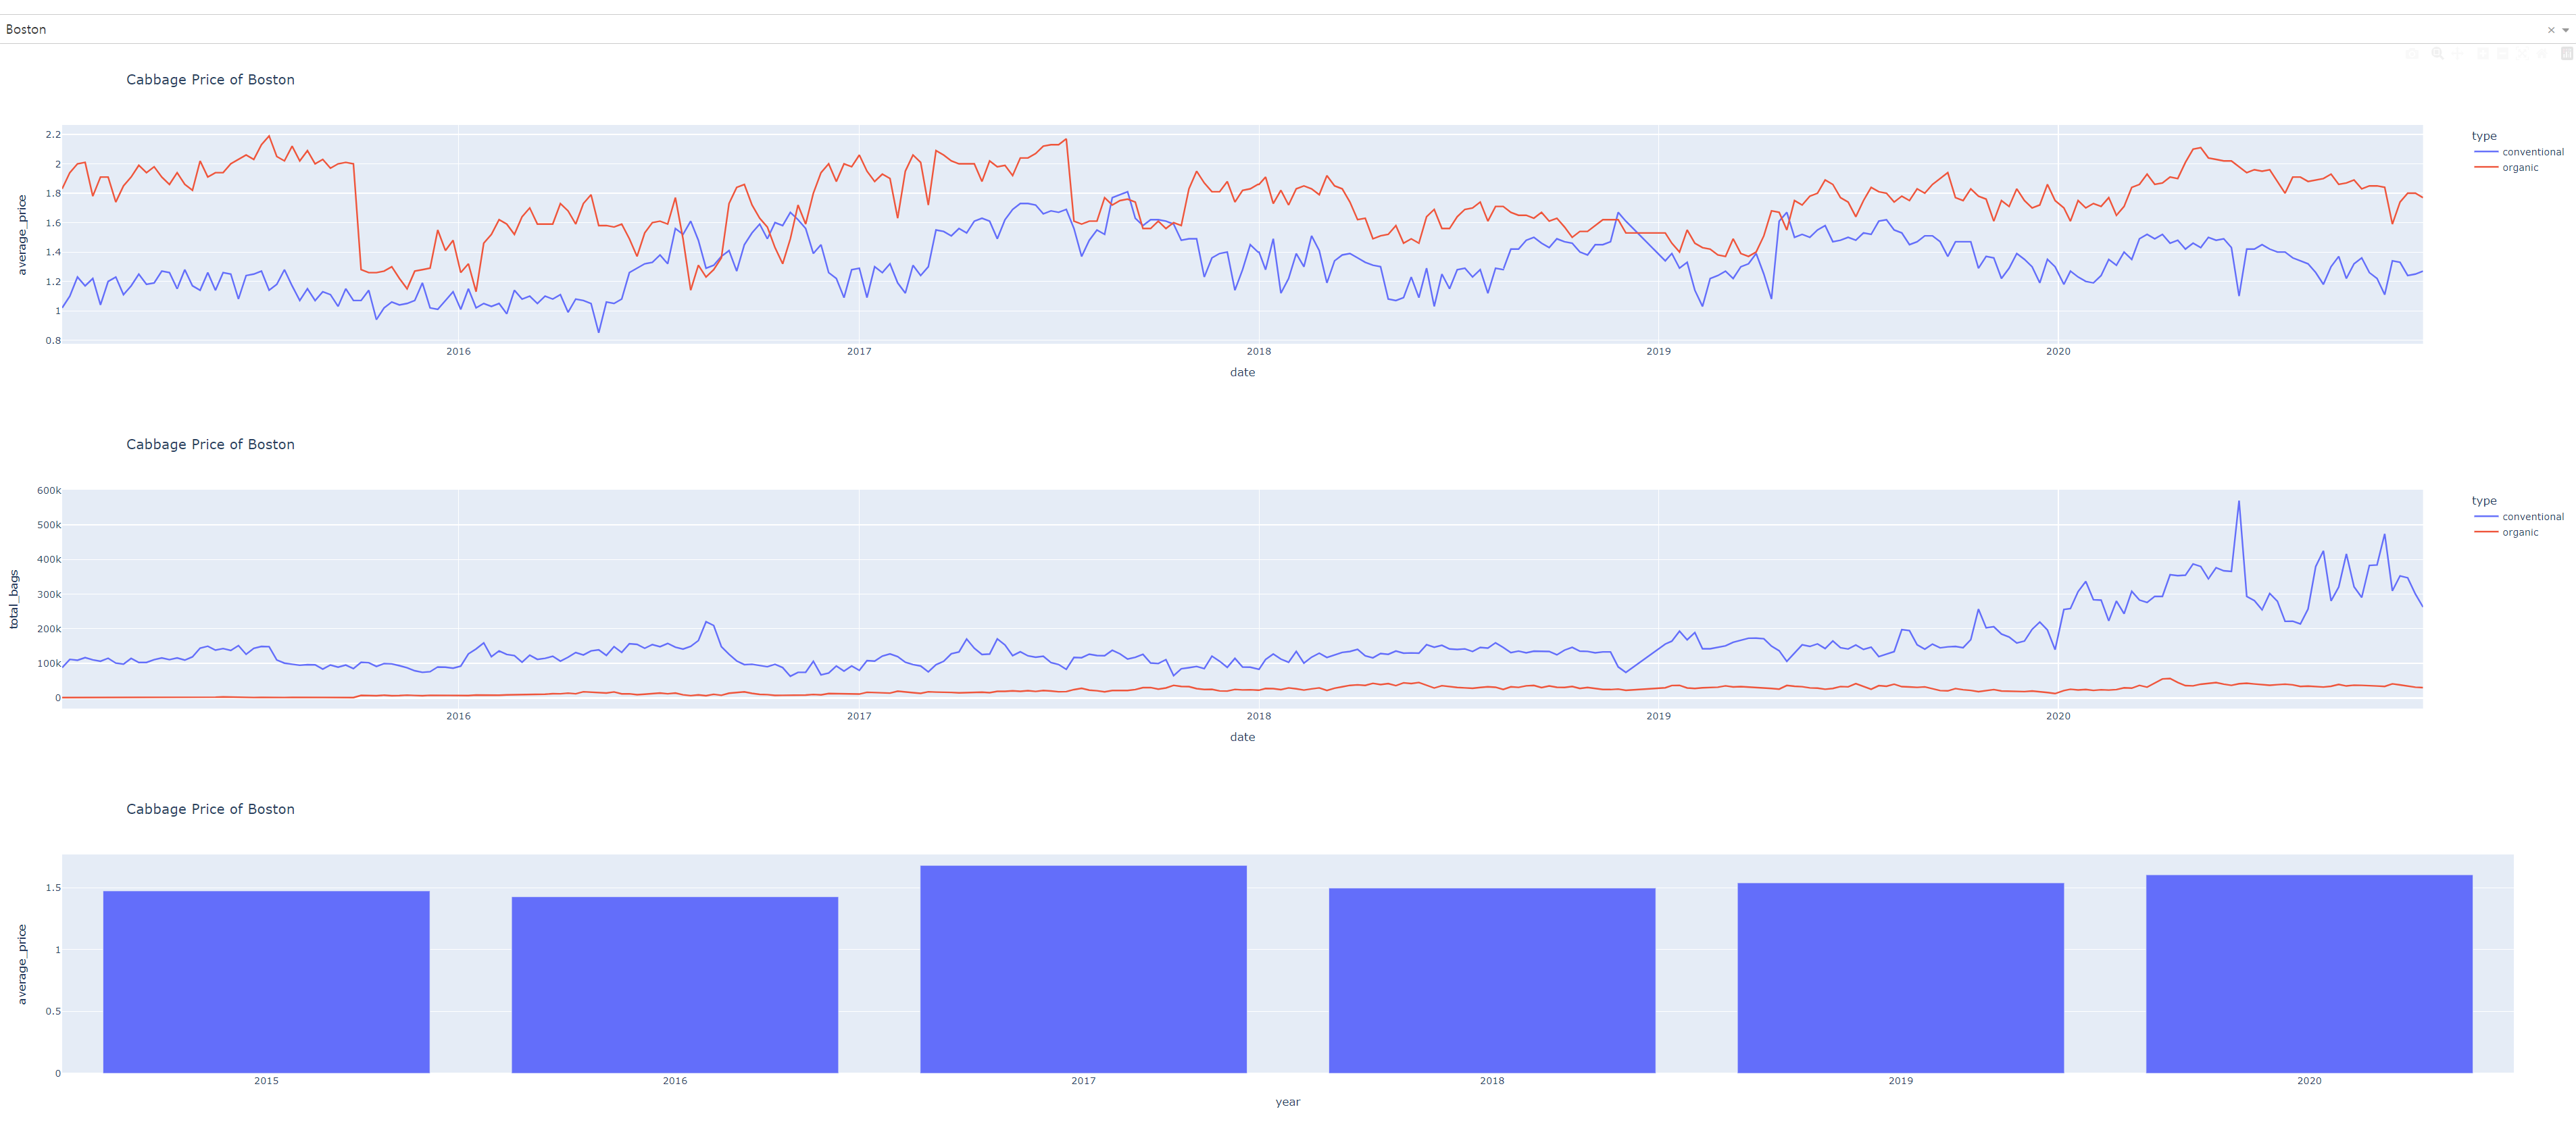 Boston
Cabbage Price of Boston
2.2
2
1.8
1.6
1.4
1.2
1
0.8
average_price
2016
2017
2018
2019
2020
date
type
conventional
organic
Cabbage Price of Boston
600k
500k
400k
300k
200k
100k
0
total_bags
2016
2017
2018
2019
2020
date
type
conventional
organic
Cabbage Price of Boston
1.5
1
0.5
0
average_price
2015
2016
2017
2018
2019
2020
year